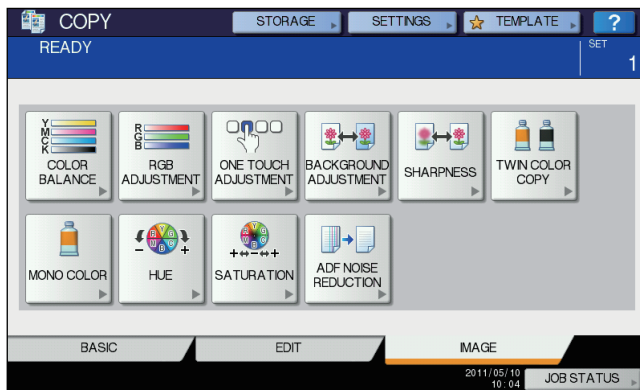 COPY
STORAGE
SETTINGS
TEMPLATE
?
READY
SET
1
Y
M
C
K
COLOR
BALANCE
R
G
B
RGB
ADJUSTMENT
ONE TOUCH
ADJUSTMENT
BACKGROUND
ADJUSTMENT
SHARPNESS
TWIN COLOR
COPY
MONO COLOR
- +
HUE
+↔−↔+
SATURATION
ADF NOISE
REDUCTION
BASIC
EDIT
IMAGE
2011/05/10
10:04
JOB STATUS